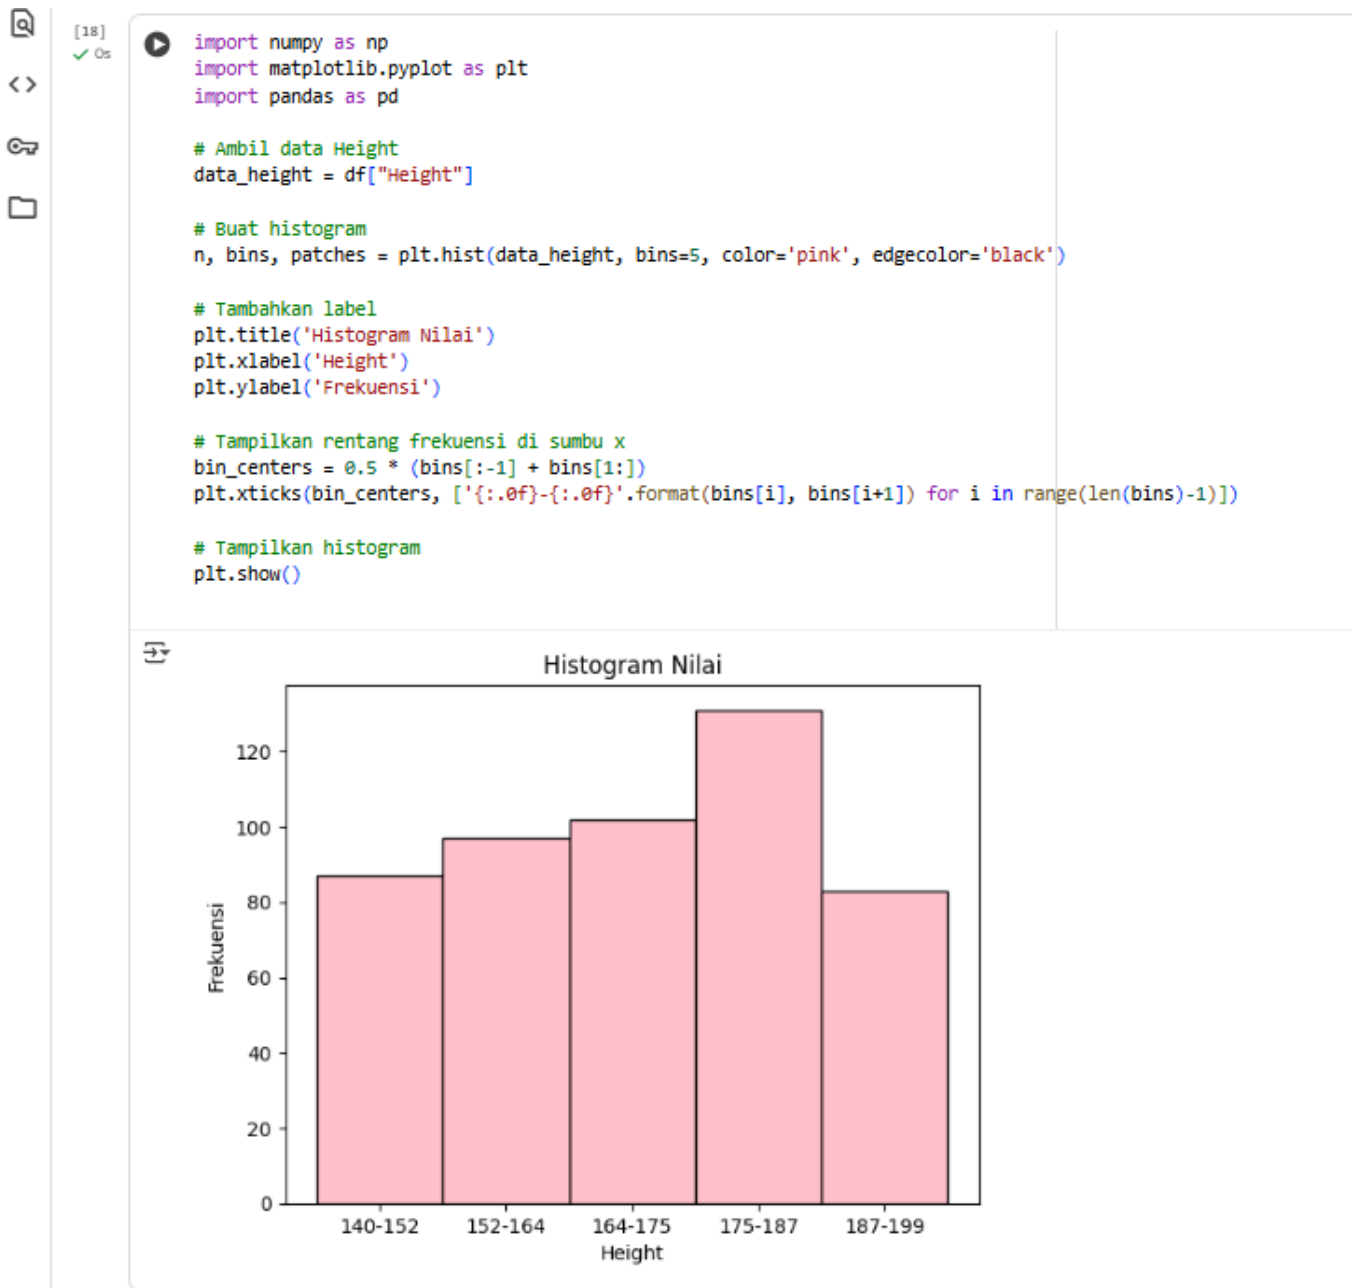 [18]
0s
import numpy as np
import matplotlib.pyplot as plt
import pandas as pd
# Ambil data Height
data_height = df["Height"]
# Buat histogram
n, bins, patches = plt.hist(data_height, bins=5, color='pink', edgecolor='black')
# Tambahkan label
plt.title('Histogram Nilai')
plt.xlabel('Height')
plt.ylabel('Frekuensi')
# Tampilkan rentang frekuensi di sumbu x
bin_centers = 0.5 * (bins[:-1] + bins[1:])
plt.xticks(bin_centers, ['{:.0f}-{:.0f}'.format(bins[i], bins[i+1]) for i in range(len(bins)-1)])
# Tampilkan histogram
plt.show()
Histogram Nilai
120
100
80
60
40
20
0
Frekuensi
140-152 152-164 164-175 175-187 187-199
Height